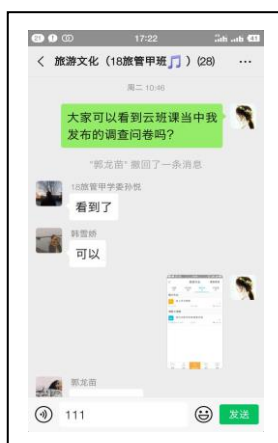 17:22
旅游文化（18旅管甲班🎵）(28)
周二 10:46
大家可以看到云班课当中我
发布的调查问卷吗？
"郭龙苗"撤回了一条消息
18旅管甲学委孙悦
看到了
韩雪娇
可以
郭龙苗
111
发送